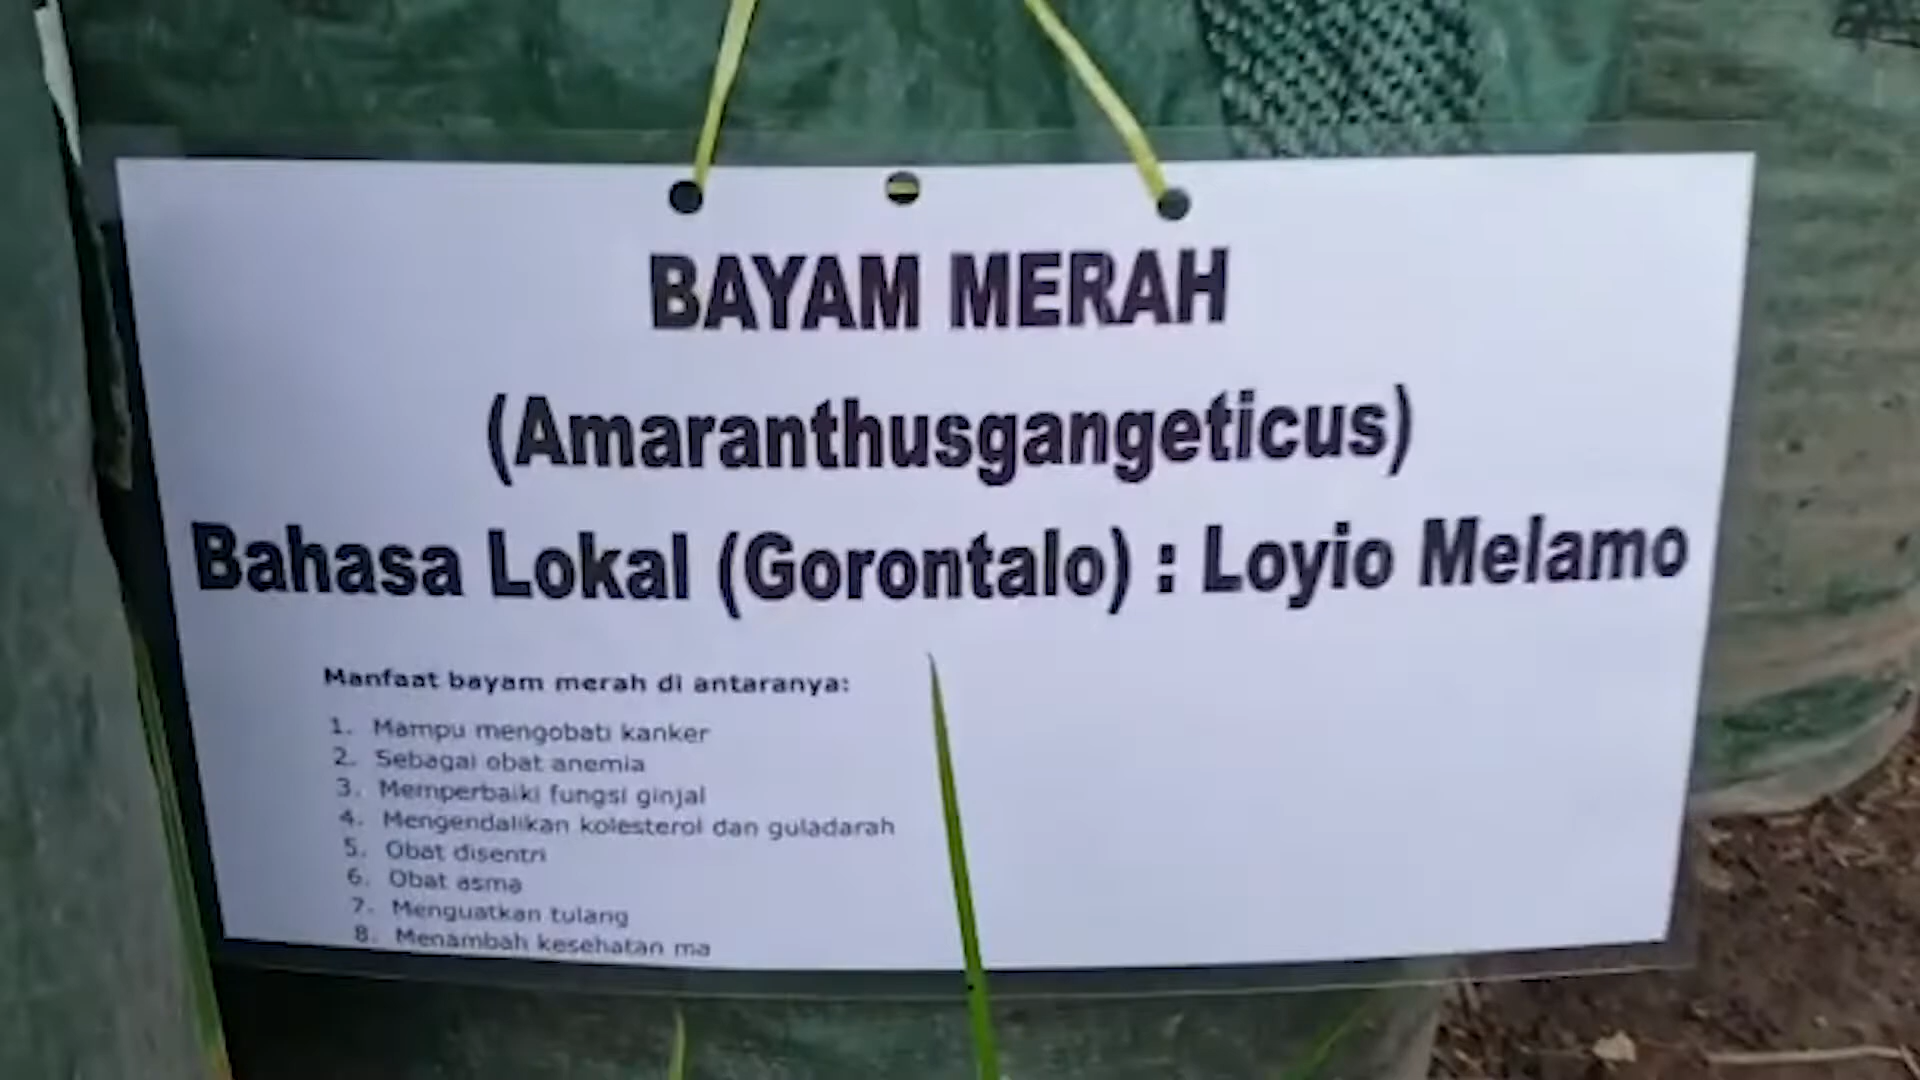 BAYAM MERAH
(Amaranthusgangeticus)
Bahasa Lokal (Gorontalo) : Loyio Melamo
Manfaat bayam merah di antaranya:
1. Mampu mengobati kanker
2. Sebagai obat anemia
3. Memperbaiki fungsi ginjal
4. Mengendalikan kolesterol dan guladarah
5. Obat disentri
6. Obat asma
7. Menguatkan tulang
8. Menambah kesehatan ma